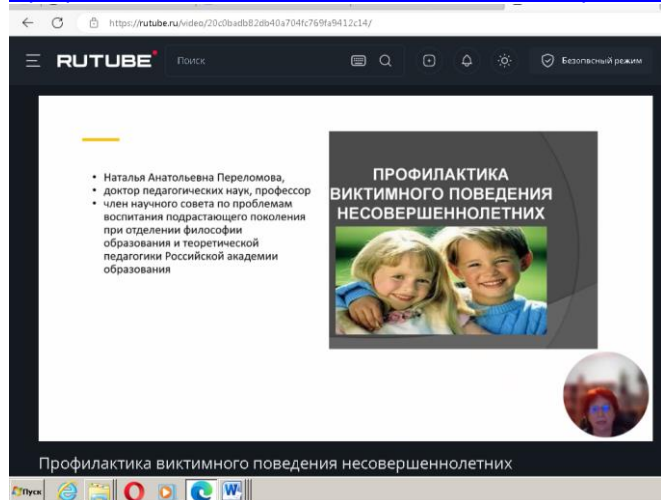 https://rutube.ru/video/20c0badb82db40a704fc769fa9412c14/
RUTUBE
Поиск
Безопасный режим
• Наталья Анатольевна Переломова,
• доктор педагогических наук, профессор
• член научного совета по проблемам
воспитания подрастающего поколения
при отделении философии
образования и теоретической
педагогики Российской академии
образования
ПРОФИЛАКТИКА
ВИКТИМНОГО ПОВЕДЕНИЯ
НЕСОВЕРШЕННОЛЕТНИХ
Профилактика виктимного поведения несовершеннолетних
Пуск